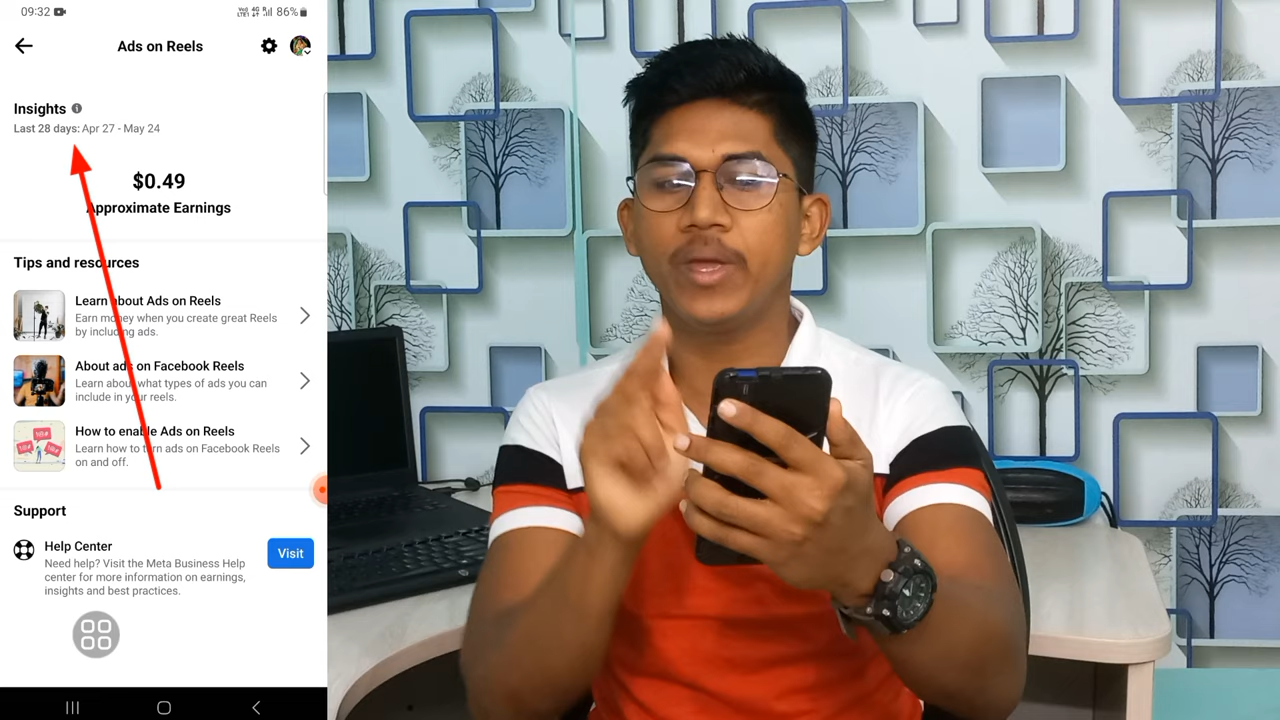 09:32
86%
Ads on Reels
Insights
Last 28 days: Apr 27 - May 24
$0.49
Approximate Earnings
Tips and resources
Learn about Ads on Reels
Earn money when you create great Reels
by including ads.
About ads on Facebook Reels
Learn about what types of ads you can
include in your reels.
How to enable Ads on Reels
Learn how to turn ads on Facebook Reels
on and off.
Support
Help Center
Need help? Visit the Meta Business Help
center for more information on earnings,
insights and best practices.
Visit